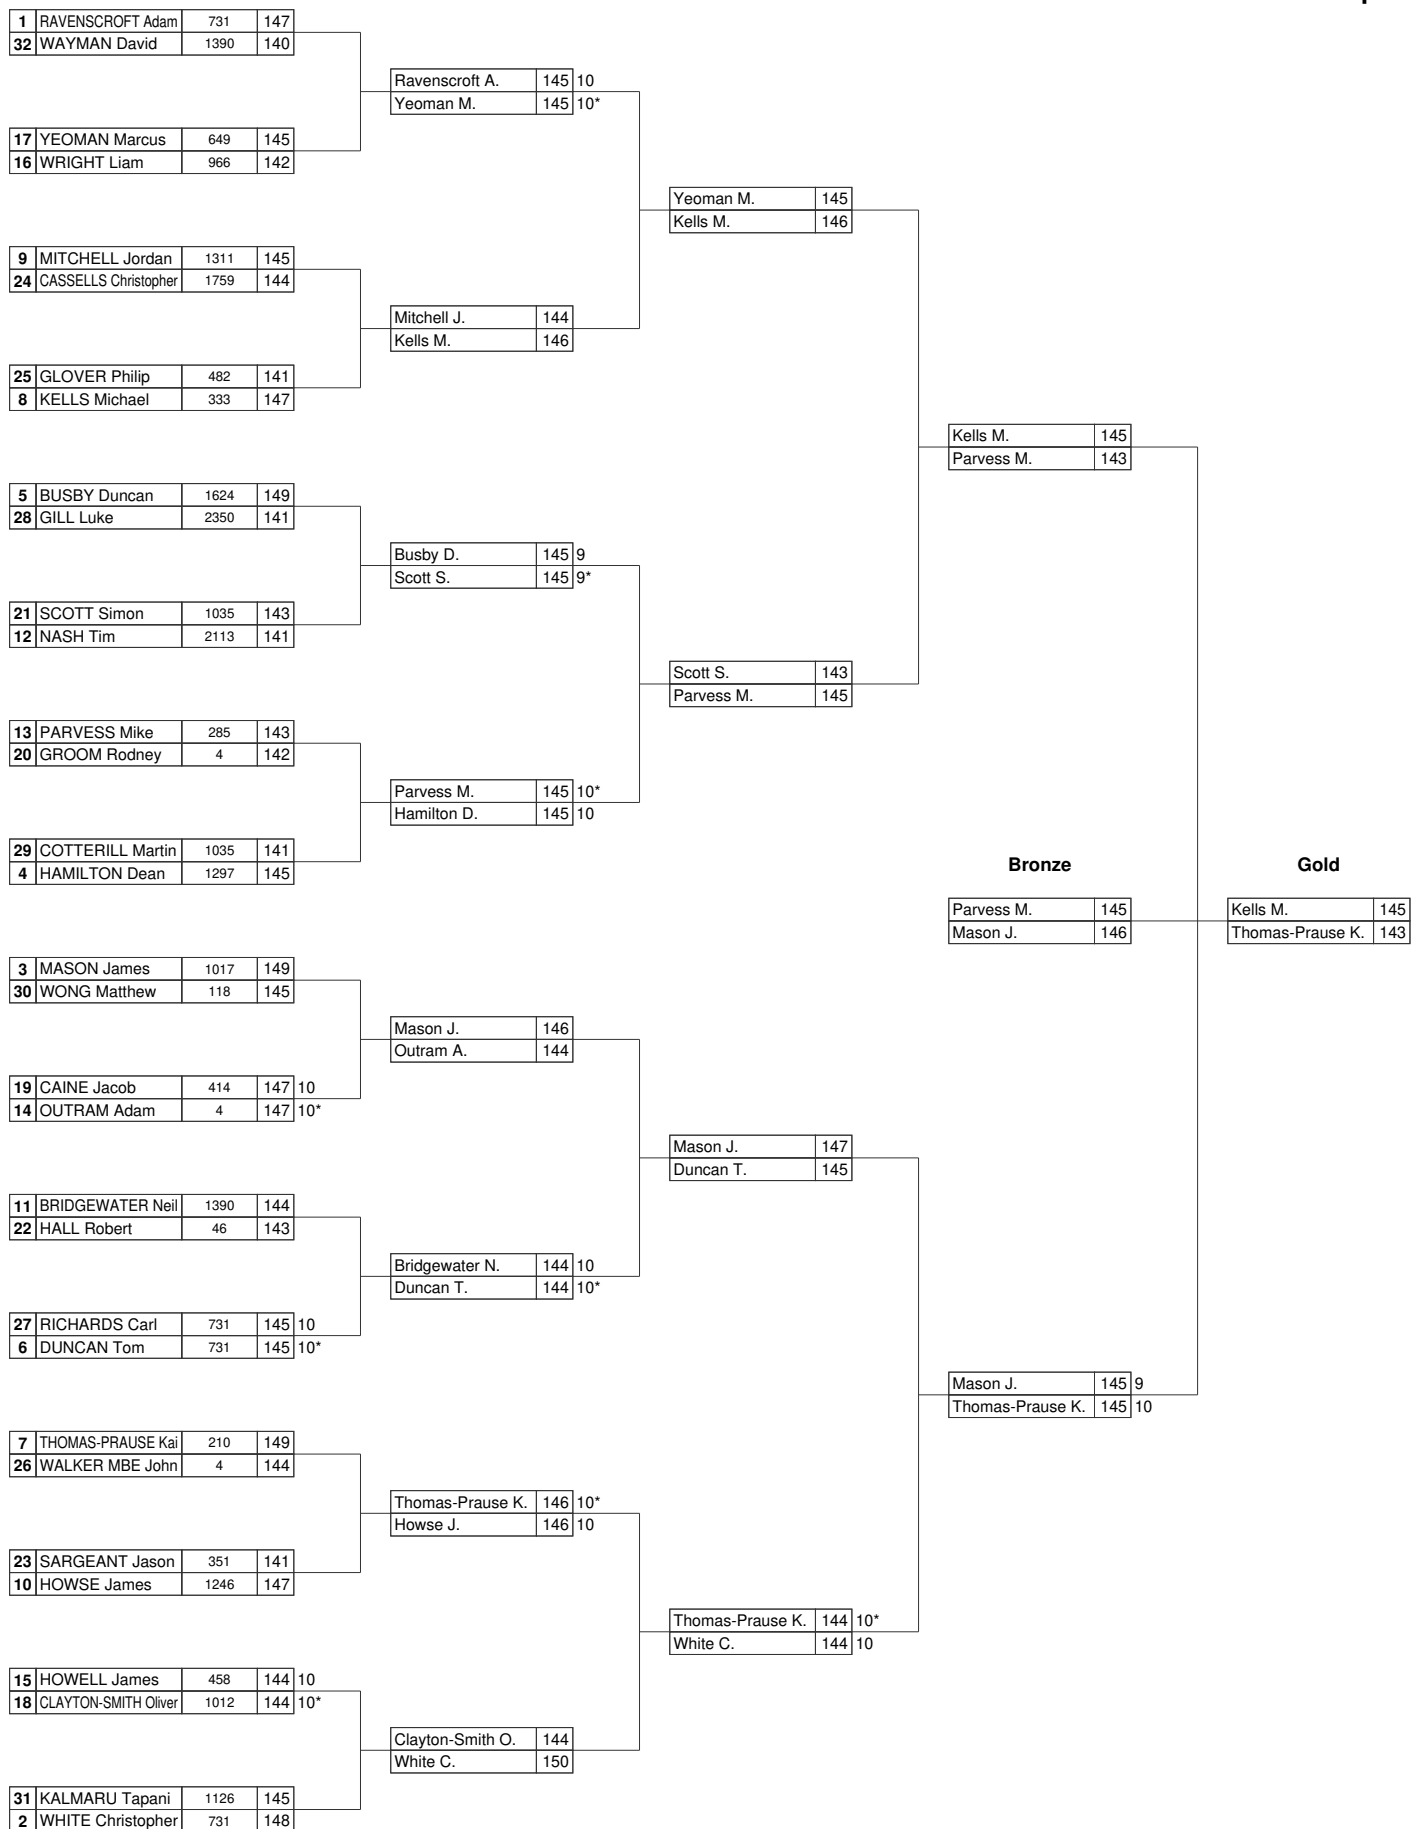 1 RAVENSCROFT Adam 731 147
32 WAYMAN David 1390 140
Ravenscroft A. 145 10
Yeoman M. 145 10*
17 YEOMAN Marcus 649 145
16 WRIGHT Liam 966 142
Yeoman M. 145
Kells M. 146
9 MITCHELL Jordan 1311 145
24 CASSELLS Christopher 1759 144
Mitchell J. 144
Kells M. 146
25 GLOVER Philip 482 141
8 KELLS Michael 333 147
Kells M. 145
Parvess M. 143
5 BUSBY Duncan 1624 149
28 GILL Luke 2350 141
Busby D. 145 9
Scott S. 145 9*
21 SCOTT Simon 1035 143
12 NASH Tim 2113 141
Scott S. 143
Parvess M. 145
13 PARVESS Mike 285 143
20 GROOM Rodney 4 142
Parvess M. 145 10*
Hamilton D. 145 10
29 COTTERILL Martin 1035 141
4 HAMILTON Dean 1297 145
Bronze Gold
Parvess M. 145 Kells M. 145
Mason J. 146 Thomas-Prause K. 143
3 MASON James 1017 149
30 WONG Matthew 118 145
Mason J. 146
Outram A. 144
19 CAINE Jacob 414 147 10
14 OUTRAM Adam 4 147 10*
Mason J. 147
Duncan T. 145
11 BRIDGEWATER Neil 1390 144
22 HALL Robert 46 143
Bridgewater N. 144 10
Duncan T. 144 10*
27 RICHARDS Carl 731 145 10
6 DUNCAN Tom 731 145 10*
Mason J. 145 9
Thomas-Prause K. 145 10
7 THOMAS-PRAUSE Kai 210 149
26 WALKER MBE John 4 144
Thomas-Prause K. 146 10*
Howse J. 146 10
23 SARGEANT Jason 351 141
10 HOWSE James 1246 147
Thomas-Prause K. 144 10*
White C. 144 10
15 HOWELL James 458 144 10
18 CLAYTON-SMITH Oliver 1012 144 10*
Clayton-Smith O. 144
White C. 150
31 KALMARU Tapani 1126 145
2 WHITE Christopher 731 148